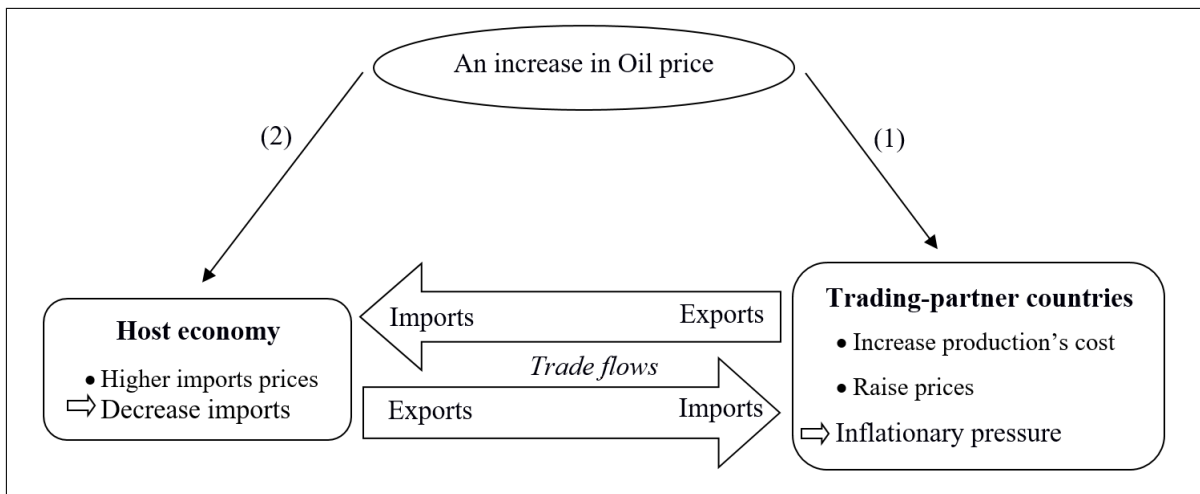 An increase in Oil price
(2)
(1)
Host economy
• Higher imports prices
⇨ Decrease imports
Imports
Exports
Trade flows
Exports
Imports
Trading-partner countries
• Increase production’s cost
• Raise prices
⇨ Inflationary pressure